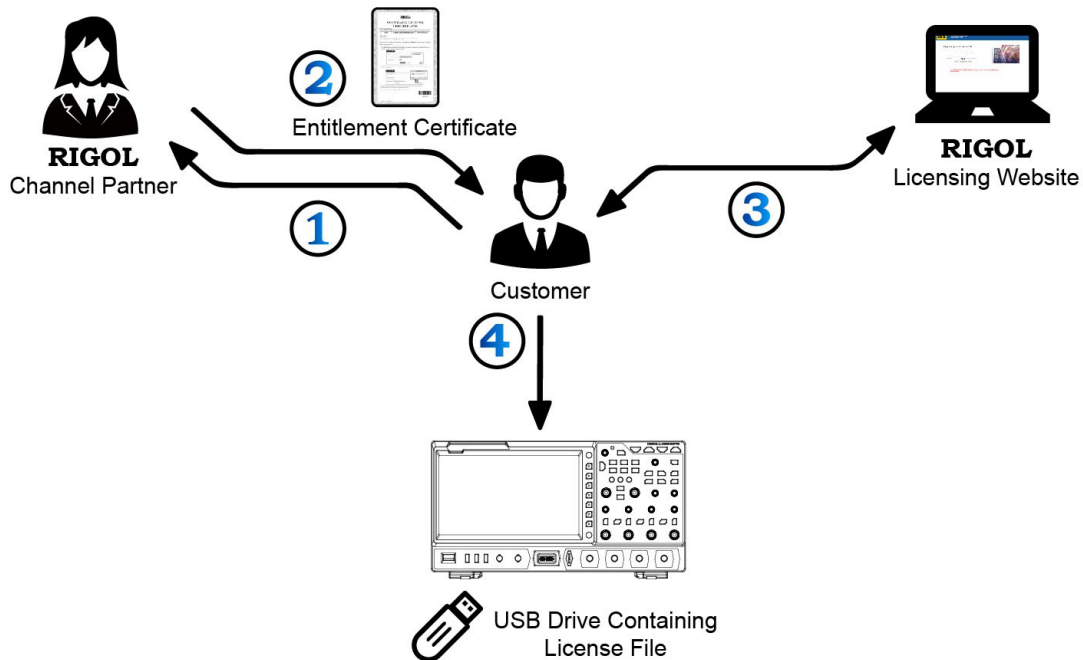 2
Entitlement Certificate
RIGOL
Channel Partner
1
RIGOL
Licensing Website
3
Customer
4
USB Drive Containing
License File